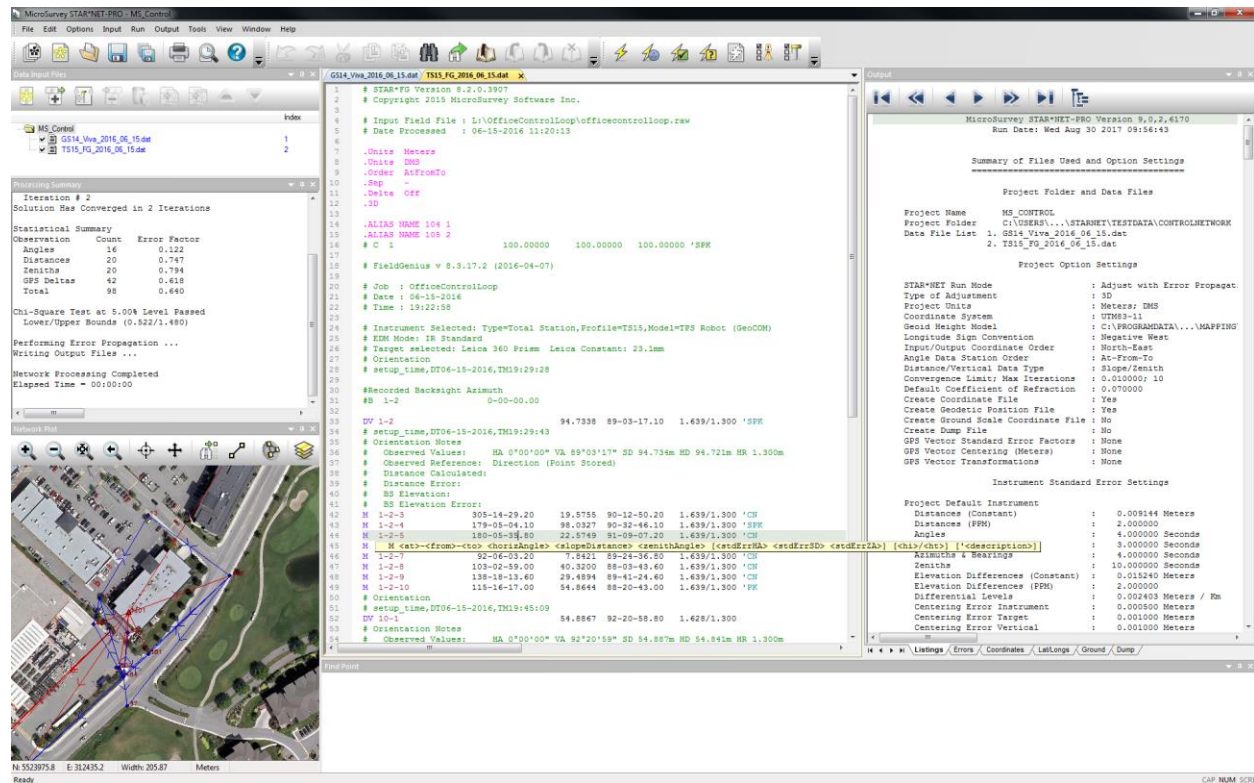 MicroSurvey STAR*NET-PRO - MS_Control
File Edit Options Input Run Output Tools View Window Help
Data Input Files
Index
MS_Control
GS14_Viva_2016_06_15.dat 1
TS15_FG_2016_06_15.dat 2
Processing Summary
Iteration # 2
Solution Has Converged in 2 Iterations
Statistical Summary
Observation Count Error Factor
Angles 16 0.122
Distances 20 0.747
Zeniths 20 0.794
GPS Deltas 42 0.618
Total 98 0.640
Chi-Square Test at 5.00% Level Passed
Lower/Upper Bounds (0.522/1.480)
Performing Error Propagation ...
Writing Output Files ...
Network Processing Completed
Elapsed Time = 00:00:00
Network Plot
N: 5523975.8 E: 312435.2 Width: 205.87 Meters
GS14_Viva_2016_06_15.dat TS15_FG_2016_06_15.dat x
1 # STAR*FG Version 8.2.0.3907
2 # Copyright 2015 MicroSurvey Software Inc.
3
4 # Input Field File : L:\OfficeControlLoop\officecontrolloop.raw
5 # Date Processed : 06-15-2016 11:20:13
6
7 .Units Meters
8 .Units DMS
9 .Order AtFromTo
10 .Sep -
11 .Delta Off
12 .3D
13
14 .ALIAS NAME 104 1
15 .ALIAS NAME 105 2
16 # C 1 100.00000 100.00000 100.00000 'SPK
17
18 # FieldGenius v 8.3.17.2 (2016-04-07)
19
20 # Job : OfficeControlLoop
21 # Date : 06-15-2016
22 # Time : 19:22:58
23
24 # Instrument Selected: Type=Total Station,Profile=TS15,Model=TPS Robot (GeoCOM)
25 # EDM Mode: IR Standard
26 # Target selected: Leica 360 Prism Leica Constant: 23.1mm
27 # Orientation
28 # setup_time,DT06-15-2016,TM19:29:28
29
30 #Recorded Backsight Azimuth
31 #B 1-2 0-00-00.00
32
33 DV 1-2 94.7338 89-03-17.10 1.639/1.300 'SPK
34 # setup_time,DT06-15-2016,TM19:29:43
35 # Orientation Notes
36 # Observed Values: HA 0°00'00" VA 89°03'17" SD 94.734m HD 94.721m HR 1.300m
37 # Observed Reference: Direction (Point Stored)
38 # Distance Calculated:
39 # Distance Error:
40 # BS Elevation:
41 # BS Elevation Error:
42 M 1-2-3 305-14-29.20 19.5755 90-12-50.20 1.639/1.300 'CN
43 M 1-2-4 179-05-04.10 98.0327 90-32-46.10 1.639/1.300 'SPK
44 M 1-2-5 180-05-35.80 22.5749 91-09-07.20 1.639/1.300 'CN
45 M M <at>-<from>-<to> <horizAngle> <slopeDistance> <zenithAngle> [<stdErrHA> <stdErrSD> <stdErrZA>] [<hi>/<ht>] ['<description>]
46 M 1-2-7 92-06-03.20 7.8421 89-24-36.80 1.639/1.300 'CN
47 M 1-2-8 103-02-59.00 40.3200 88-03-43.60 1.639/1.300 'CN
48 M 1-2-9 138-18-13.60 29.4894 89-41-24.60 1.639/1.300 'CN
49 M 1-2-10 115-16-17.00 54.8644 88-20-43.00 1.639/1.300 'PK
50 # Orientation
51 # setup_time,DT06-15-2016,TM19:45:09
52 DV 10-1 54.8867 92-20-58.80 1.628/1.300
53 # Orientation Notes
54 # Observed Values: HA 0°00'00" VA 92°20'59" SD 54.887m HD 54.841m HR 1.300m
Output
MicroSurvey STAR*NET-PRO Version 9,0,2,6170
Run Date: Wed Aug 30 2017 09:56:43
Summary of Files Used and Option Settings
=========================================
Project Folder and Data Files
Project Name MS_CONTROL
Project Folder C:\USERS\...\STARNET\TESTDATA\CONTROLNETWORK
Data File List 1. GS14_Viva_2016_06_15.dat
2. TS15_FG_2016_06_15.dat
Project Option Settings
STAR*NET Run Mode : Adjust with Error Propagat.
Type of Adjustment : 3D
Project Units : Meters; DMS
Coordinate System : UTM83-11
Geoid Height Model : C:\PROGRAMDATA\...\MAPPING
Longitude Sign Convention : Negative West
Input/Output Coordinate Order : North-East
Angle Data Station Order : At-From-To
Distance/Vertical Data Type : Slope/Zenith
Convergence Limit; Max Iterations : 0.010000; 10
Default Coefficient of Refraction : 0.070000
Create Coordinate File : Yes
Create Geodetic Position File : Yes
Create Ground Scale Coordinate File : No
Create Dump File : No
GPS Vector Standard Error Factors : None
GPS Vector Centering (Meters) : None
GPS Vector Transformations : None
Instrument Standard Error Settings
Project Default Instrument
Distances (Constant) : 0.009144 Meters
Distances (PPM) : 2.000000
Angles : 4.000000 Seconds
: 3.000000 Seconds
Azimuths & Bearings : 4.000000 Seconds
Zeniths : 10.000000 Seconds
Elevation Differences (Constant) : 0.015240 Meters
Elevation Differences (PPM) : 2.000000
Differential Levels : 0.002403 Meters / Km
Centering Error Instrument : 0.000500 Meters
Centering Error Target : 0.001000 Meters
Centering Error Vertical : 0.001000 Meters
Listings Errors Coordinates Lat/Longs Ground Dump
Find Point
Ready
CAP NUM SCRL